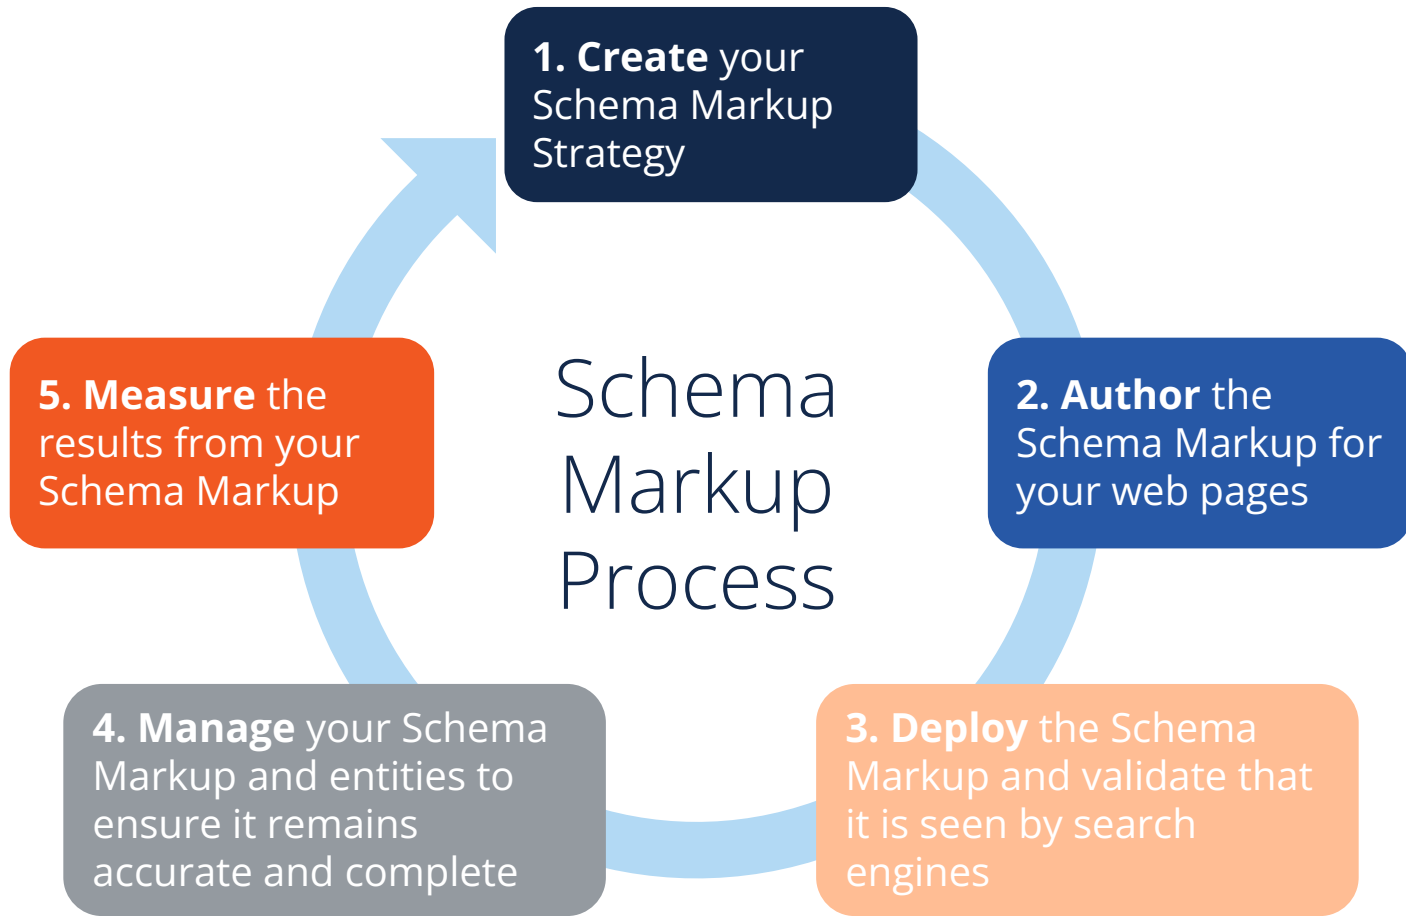 1. Create your
Schema Markup
Strategy
2. Author the
Schema Markup for
your web pages
3. Deploy the Schema
Markup and validate that
it is seen by search
engines
4. Manage your Schema
Markup and entities to
ensure it remains
accurate and complete
5. Measure the
results from your
Schema Markup
Schema
Markup
Process